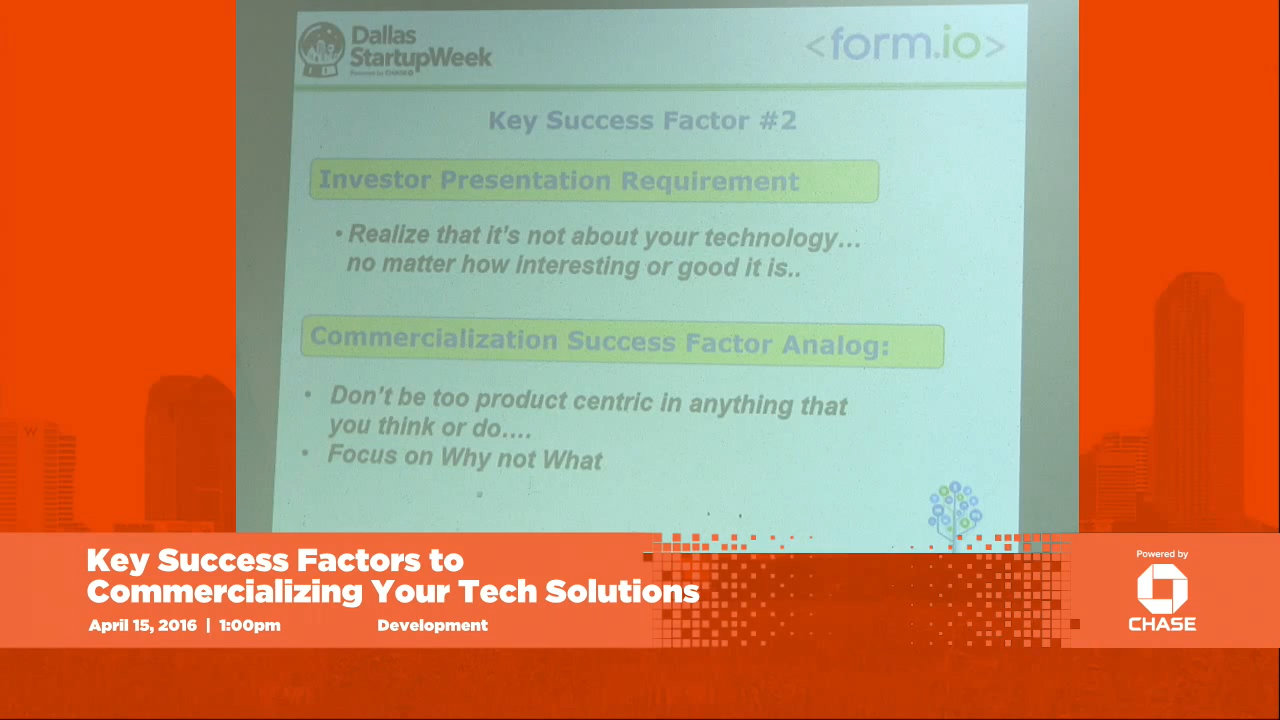 Dallas
StartupWeek
Powered by CHASE
<form.io>
Key Success Factor #2
Investor Presentation Requirement
• Realize that it's not about your technology...
no matter how interesting or good it is..
Commercialization Success Factor Analog:
• Don't be too product centric in anything that
you think or do....
• Focus on Why not What
W
Key Success Factors to
Commercializing Your Tech Solutions
April 15, 2016 | 1:00pm
Development
Powered by
CHASE